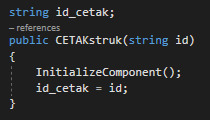 string id_cetak;
– references
public CETAKstruk(string id)
{
InitializeComponent();
id_cetak = id;
}